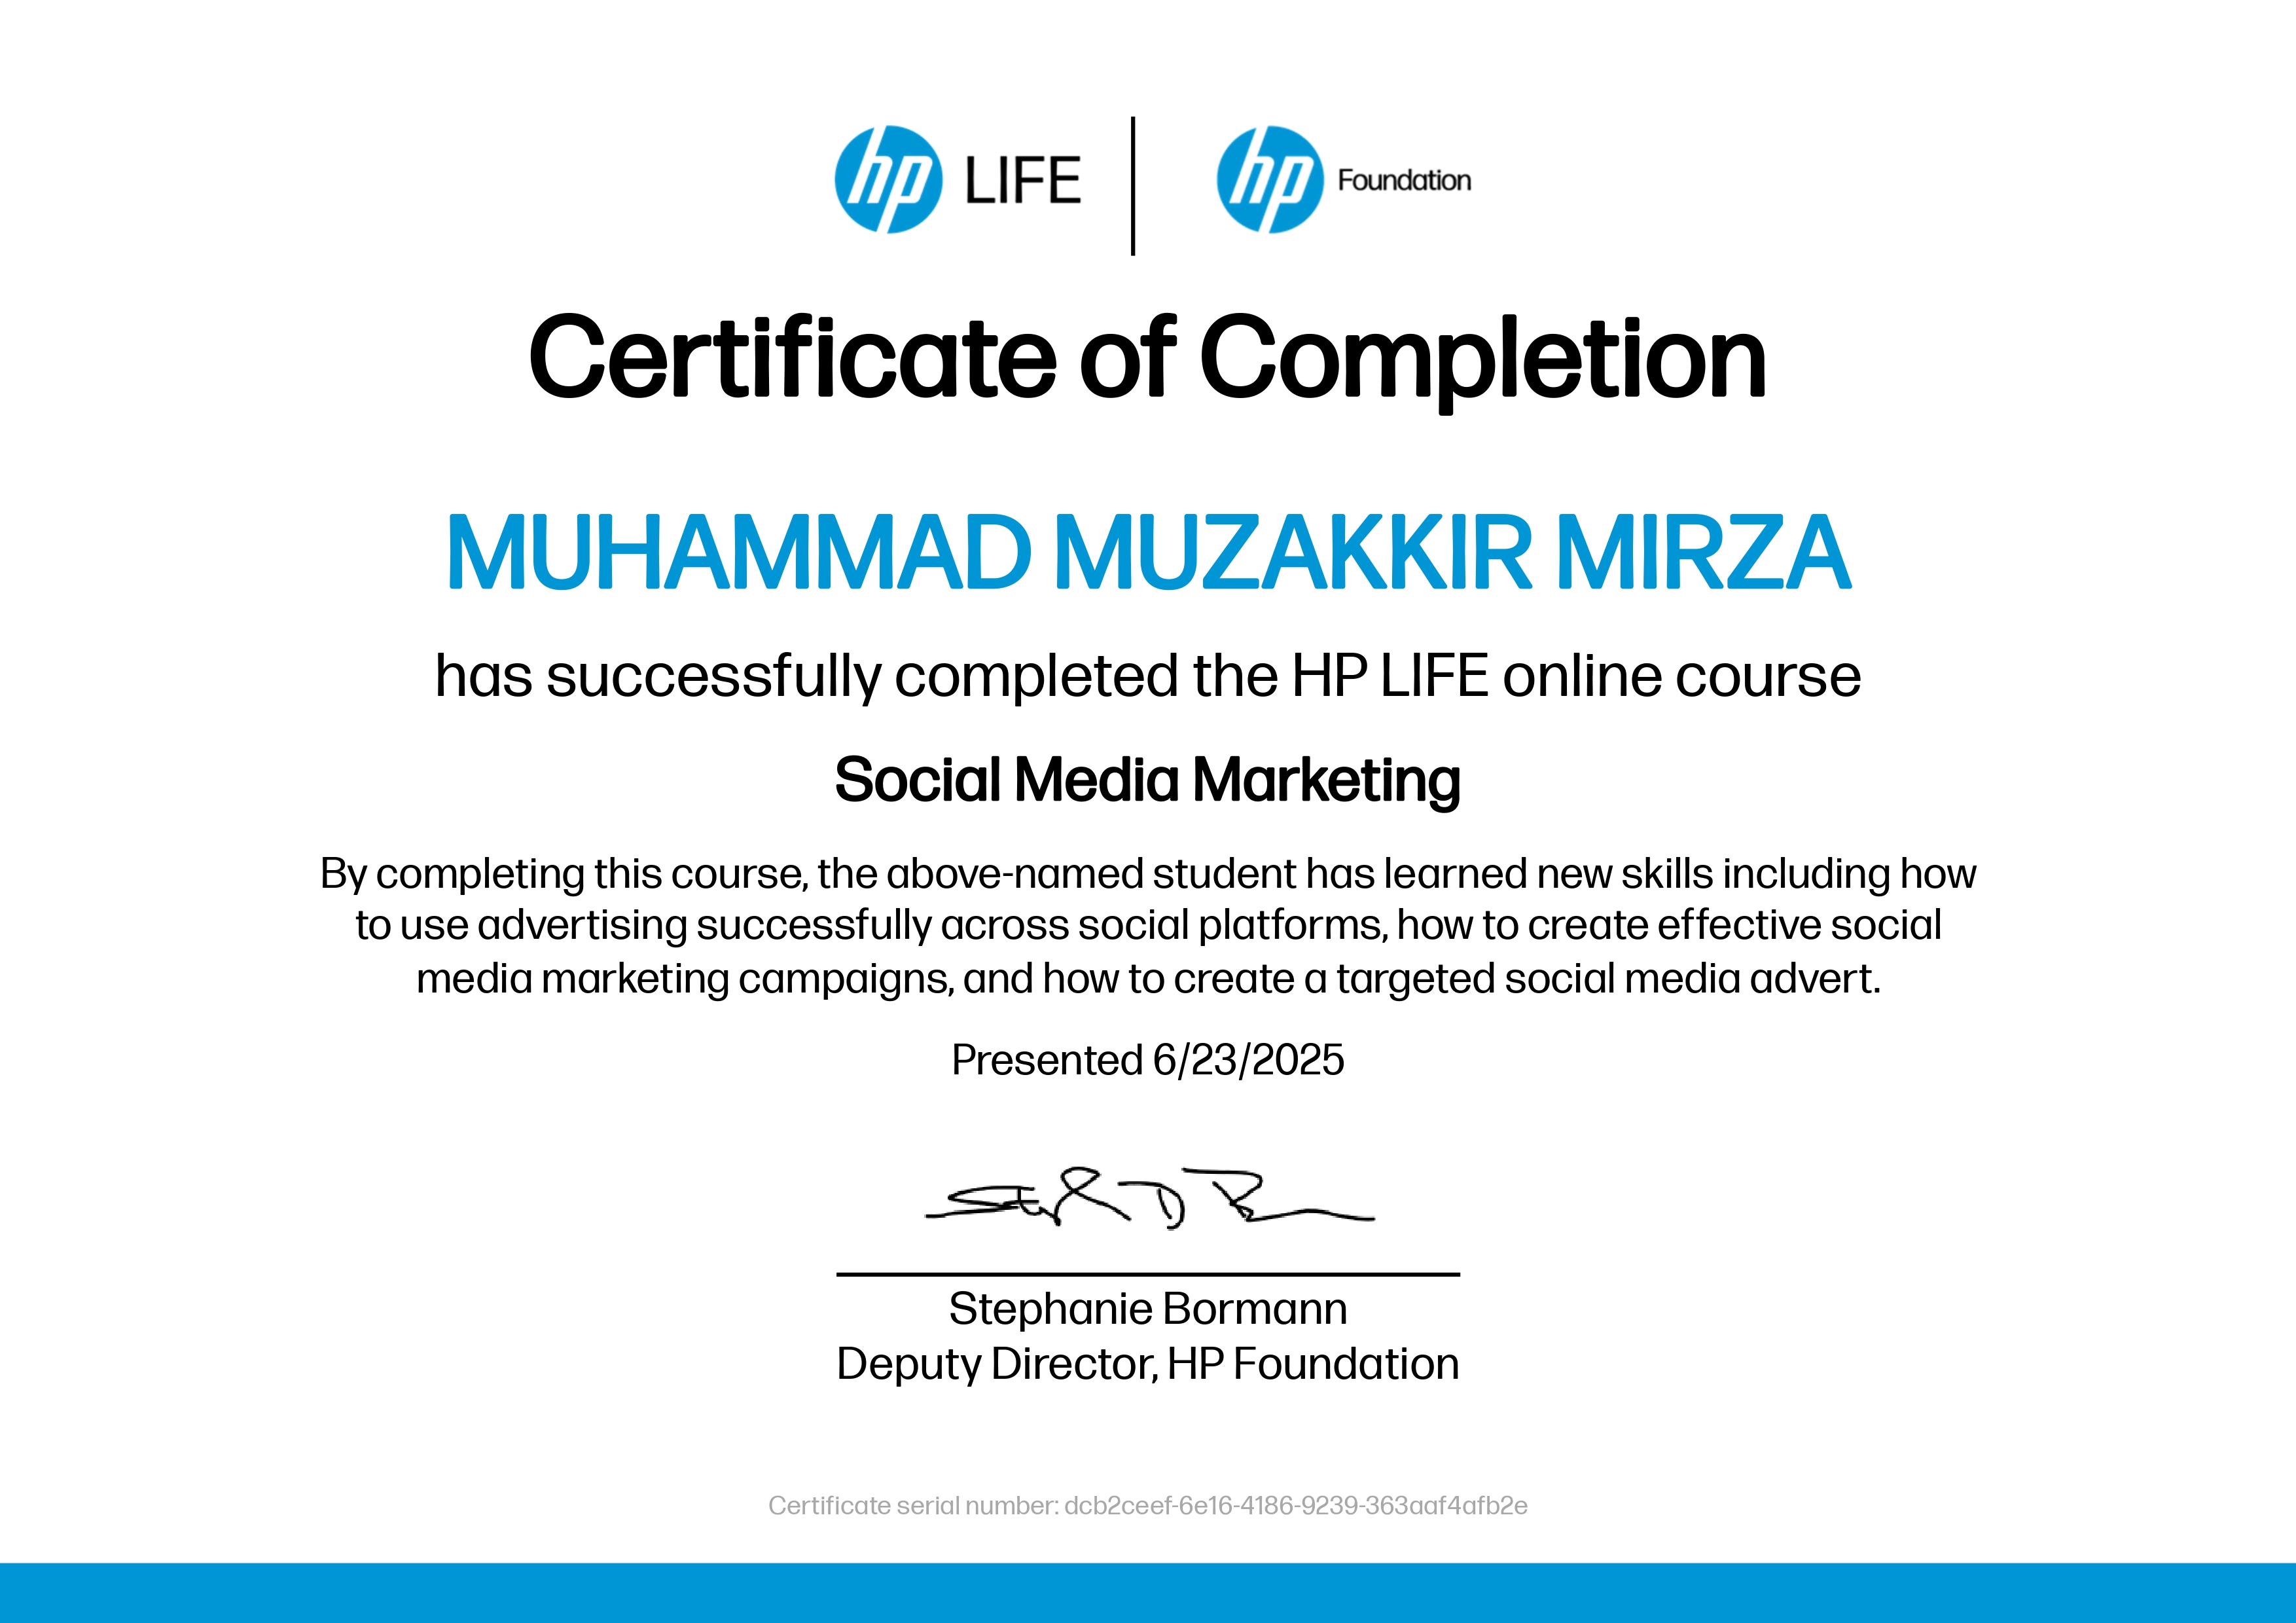 hp LIFE | hp Foundation
Certificate of Completion
MUHAMMAD MUZAKKIR MIRZA
has successfully completed the HP LIFE online course
Social Media Marketing
By completing this course, the above-named student has learned new skills including how
to use advertising successfully across social platforms, how to create effective social
media marketing campaigns, and how to create a targeted social media advert.
Presented 6/23/2025
Stephanie Bormann
Deputy Director, HP Foundation
Certificate serial number: dcb2ceef-6e16-4186-9239-363aaf4afb2e